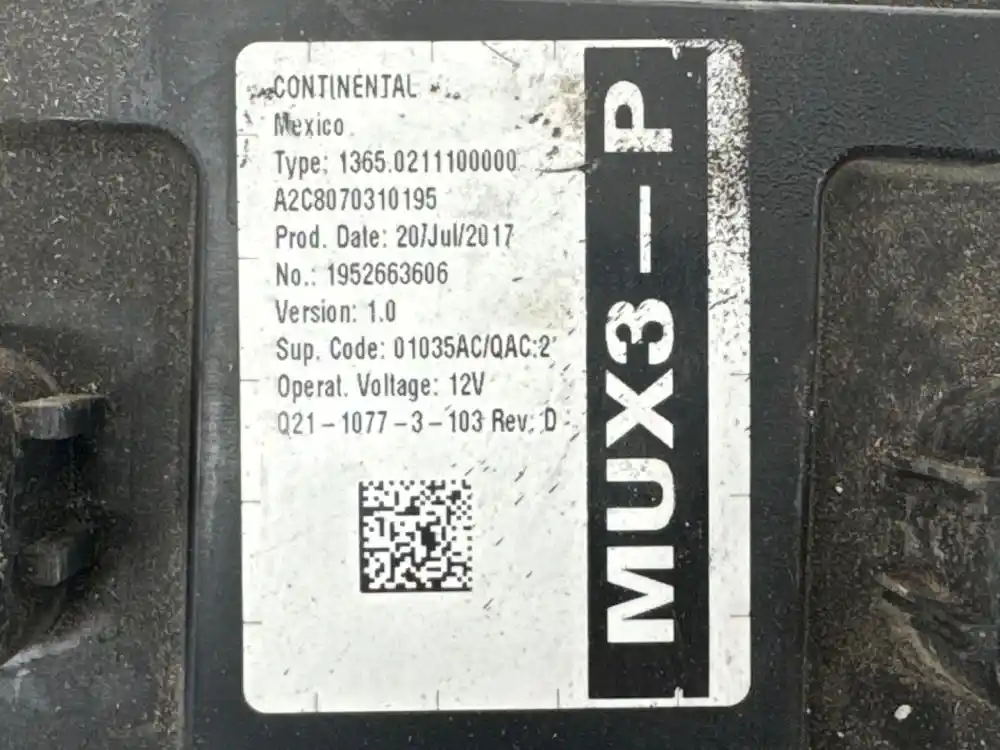 CONTINENTAL
Mexico
Type: 1365.0211100000
A2C8070310195
Prod. Date: 20/Jul/2017
No.: 1952663606
Version: 1.0
Sup. Code: 01035AC/QAC:2
Operat. Voltage: 12V
Q21-1077-3-103 Rev: D
MUX3-P